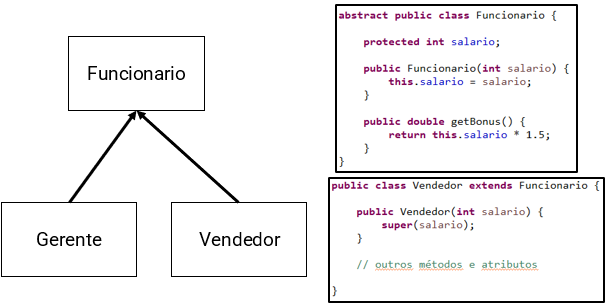 Funcionario
Gerente
Vendedor
abstract public class Funcionario {
protected int salario;
public Funcionario(int salario) {
this.salario = salario;
}
public double getBonus() {
return this.salario * 1.5;
}
}
public class Vendedor extends Funcionario {
public Vendedor(int salario) {
super(salario);
}
// outros métodos e atributos
}